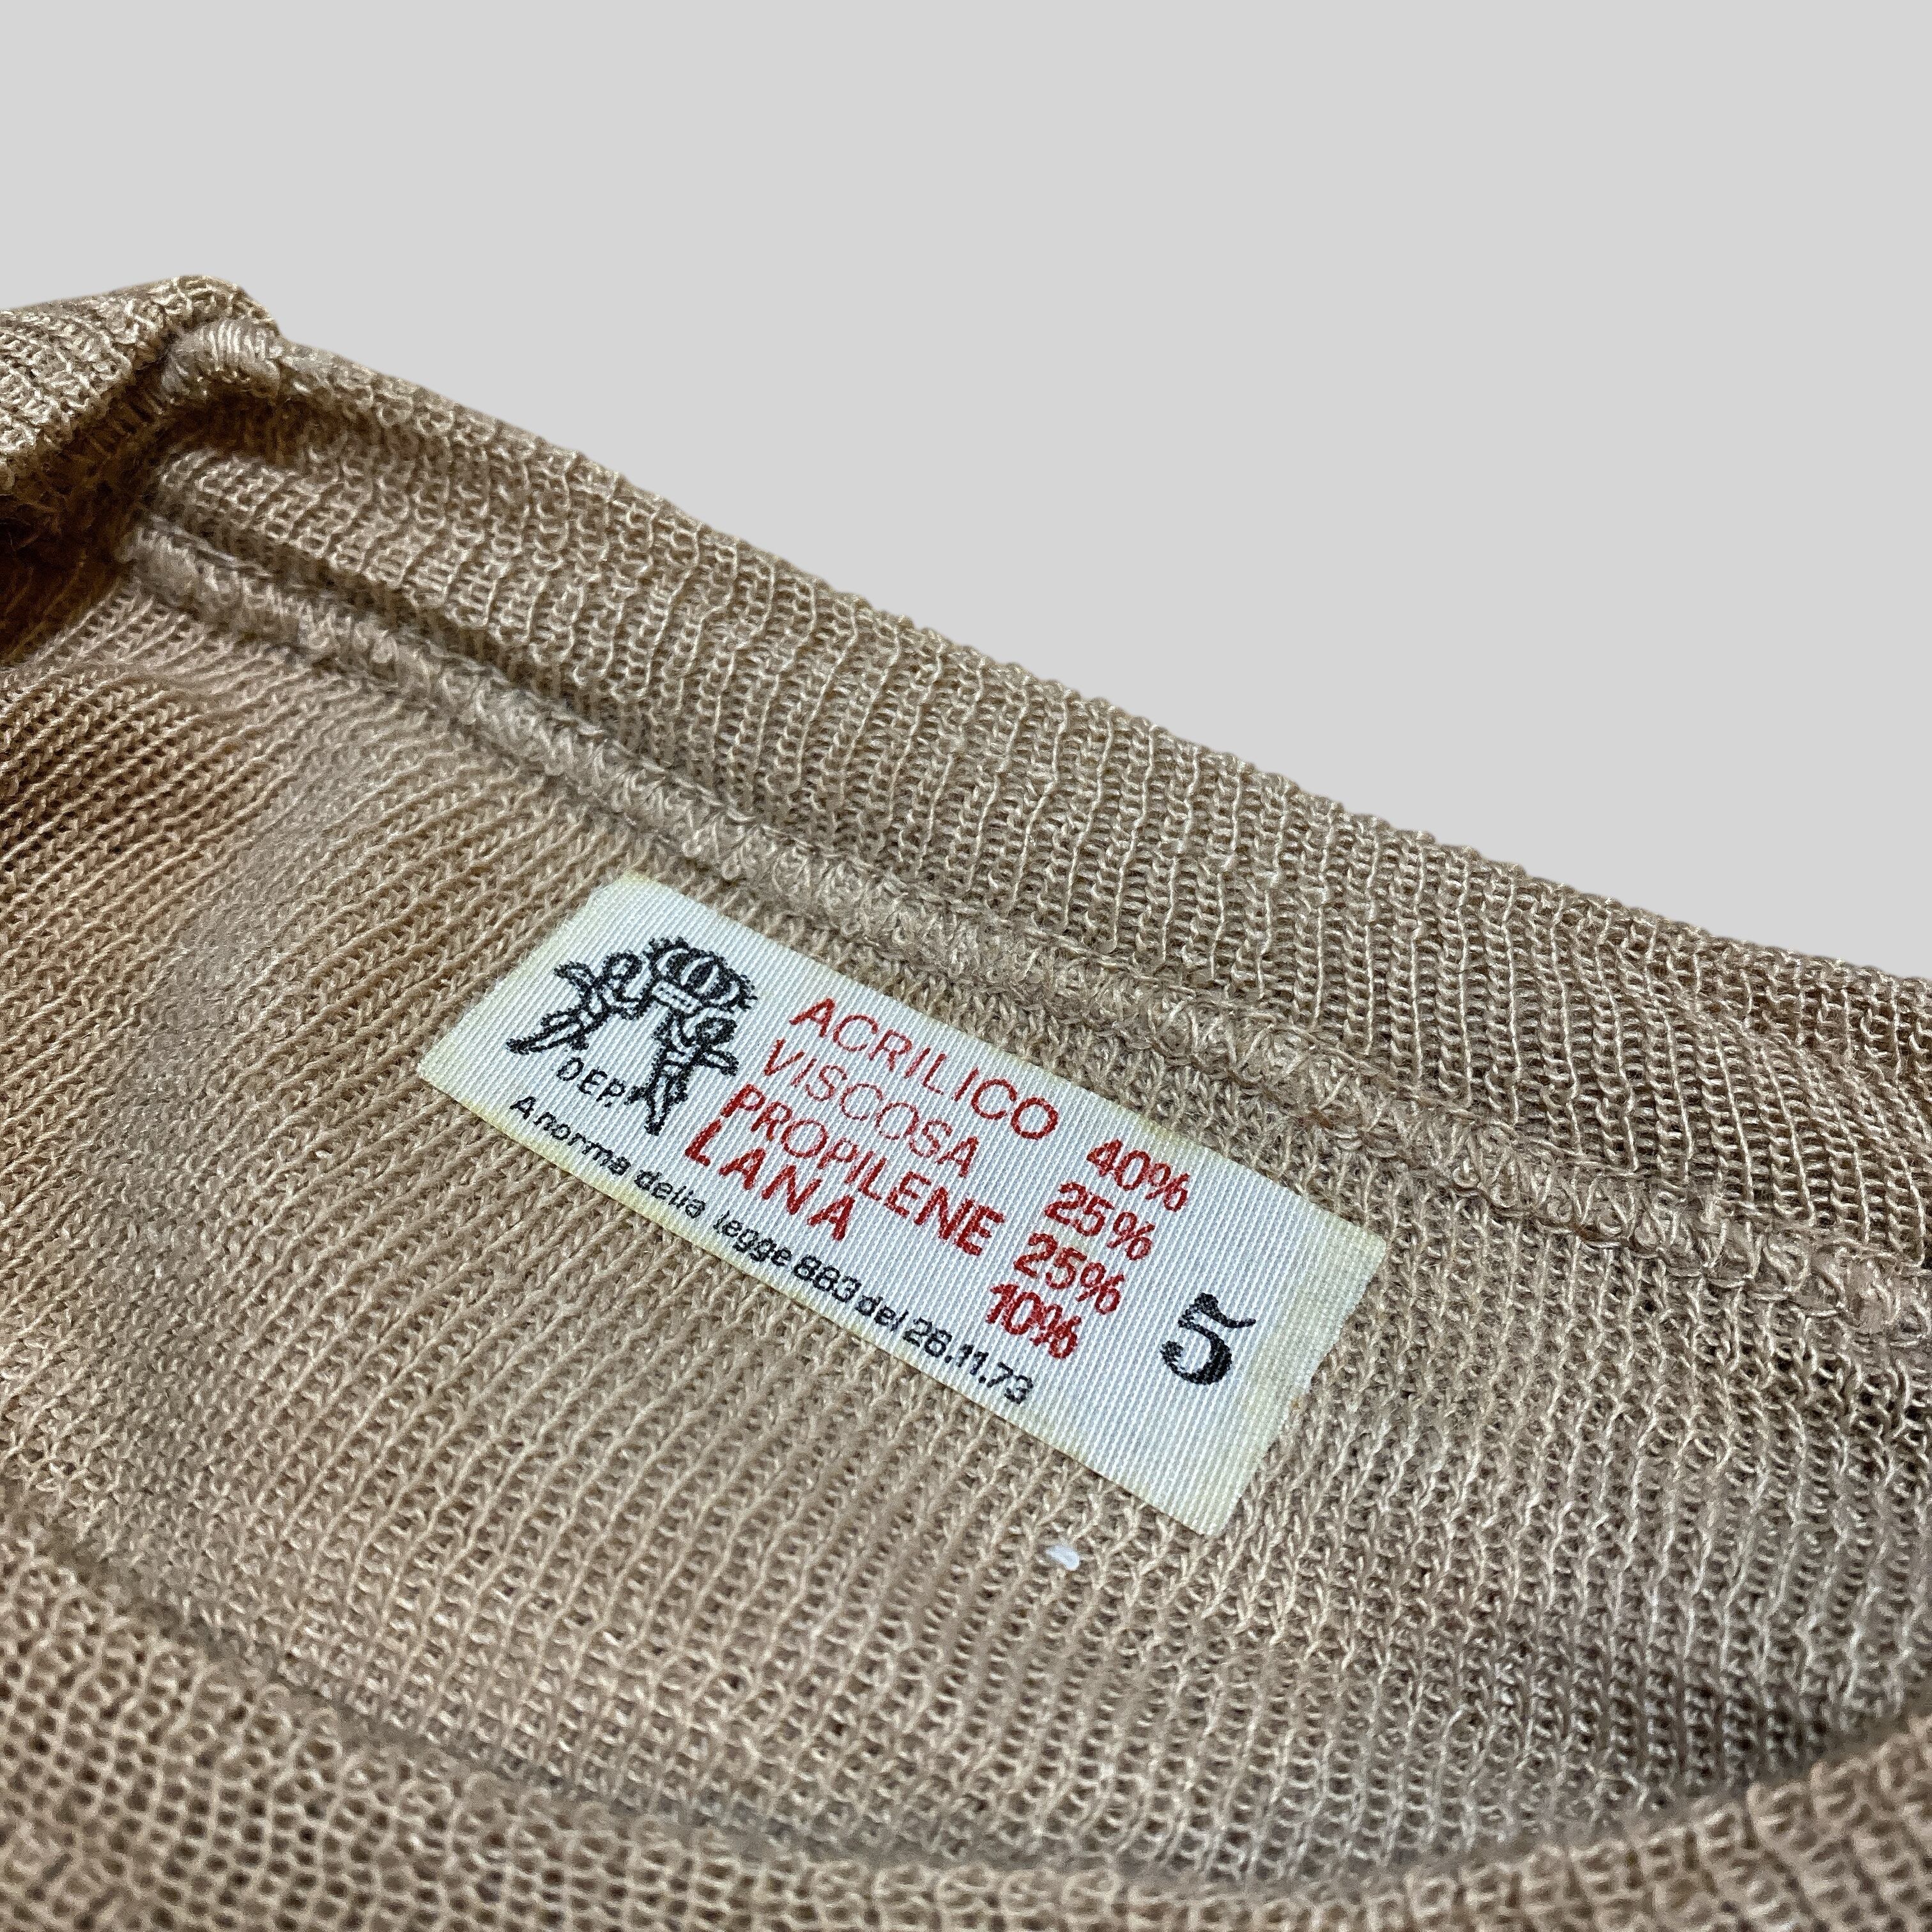 DEP.
ACRILICO 40%
VISCOSA 25%
PROPILENE 25%
LANA 10%
A norma della legge 883 del 26.11.73
5